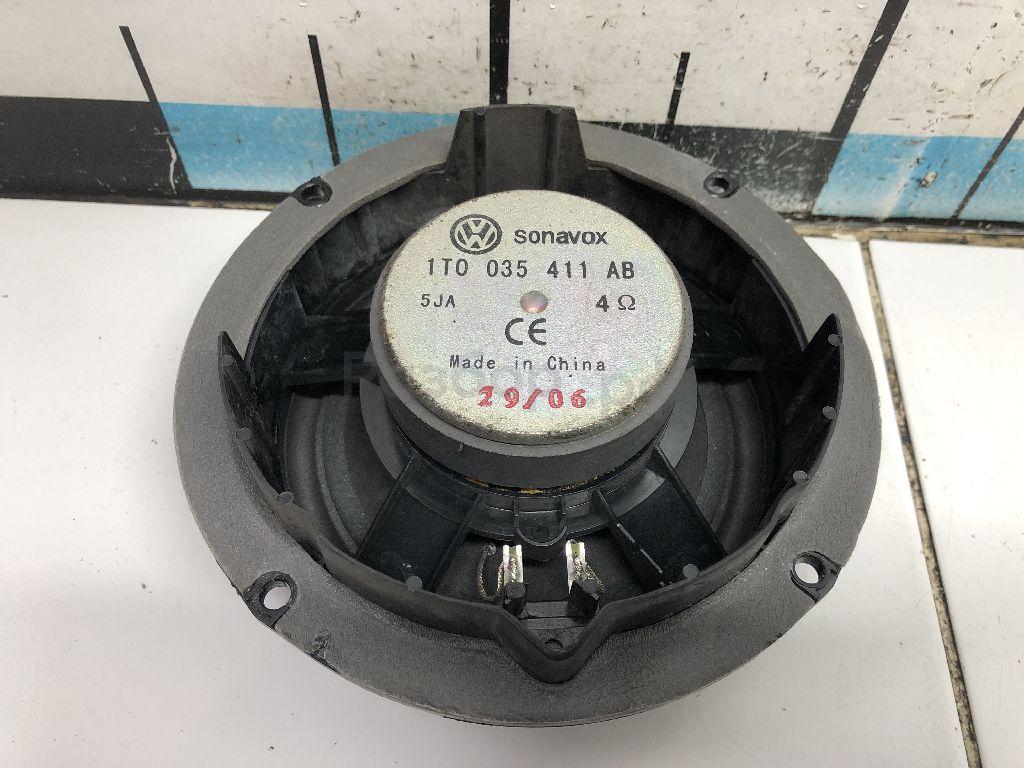 sonavox
1T0 035 411 AB
5JA 4Ω
CE
Made in China
29/06